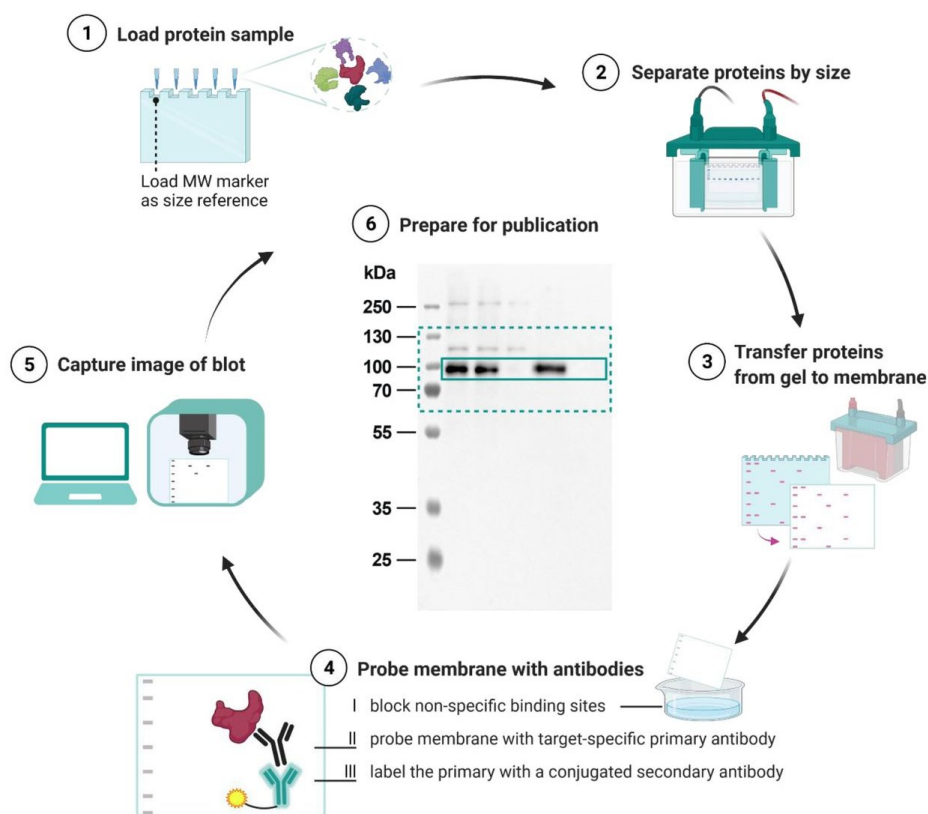 1 Load protein sample
Load MW marker
as size reference
2 Separate proteins by size
3 Transfer proteins
from gel to membrane
4 Probe membrane with antibodies
I block non-specific binding sites
II probe membrane with target-specific primary antibody
III label the primary with a conjugated secondary antibody
5 Capture image of blot
6 Prepare for publication
kDa
250
130
100
70
55
35
25